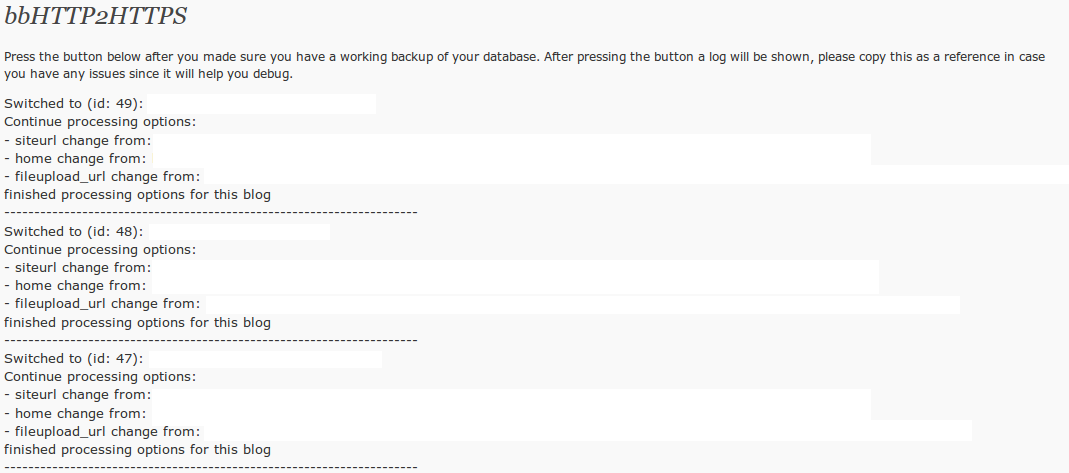 bbHTTP2HTTPS
Press the button below after you made sure you have a working backup of your database. After pressing the button a log will be shown, please copy this as a reference in case
you have any issues since it will help you debug.
Switched to (id: 49):
Continue processing options:
- siteurl change from:
- home change from:
- fileupload_url change from:
finished processing options for this blog
----------------------------------------------------------------------
Switched to (id: 48):
Continue processing options:
- siteurl change from:
- home change from:
- fileupload_url change from:
finished processing options for this blog
----------------------------------------------------------------------
Switched to (id: 47):
Continue processing options:
- siteurl change from:
- home change from:
- fileupload_url change from:
finished processing options for this blog
----------------------------------------------------------------------